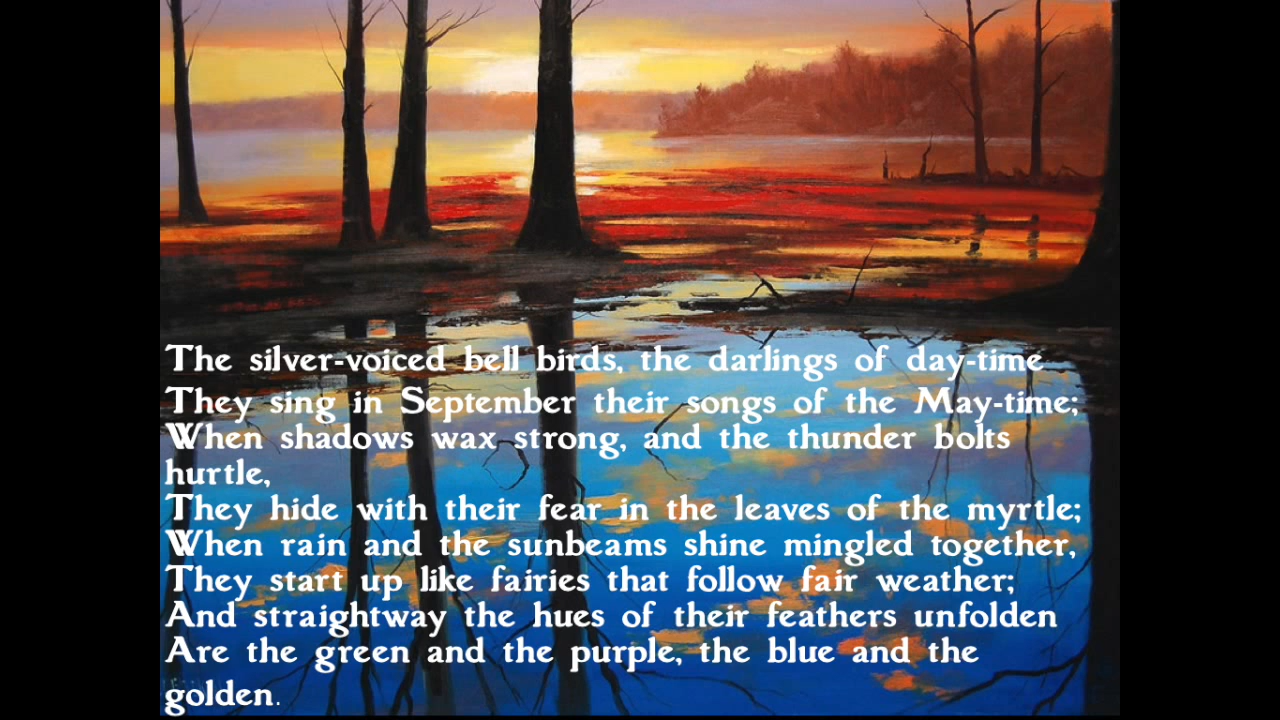 The silver-voiced bell birds, the darlings of day-time
They sing in September their songs of the May-time;
When shadows wax strong, and the thunder bolts
hurtle,
They hide with their fear in the leaves of the myrtle;
When rain and the sunbeams shine mingled together,
They start up like fairies that follow fair weather;
And straightway the hues of their feathers unfolden
Are the green and the purple, the blue and the
golden.